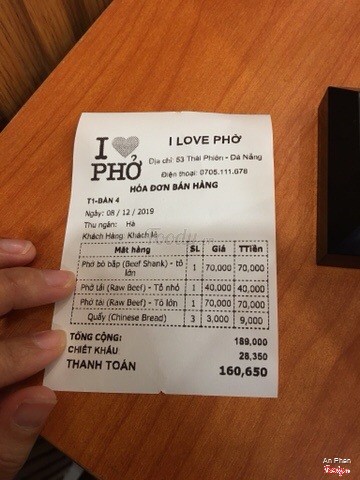 I ♥
PHỞ
I LOVE PHỞ
Địa chỉ: 53 Thái Phiên - Đà Nẵng
Điện thoại: 0705.111.078
HÓA ĐƠN BÁN HÀNG
T1-BÀN 4
Ngày: 08 / 12 / 2019
Thu ngân: Hà
Khách Hàng: Khách lẻ
Foody
Mặt hàng SL Giá TTiền
Phở bò bắp (Beef Shank) - tô lớn 1 70,000 70,000
Phở tái (Raw Beef) - Tô nhỏ 1 40,000 40,000
Phở tái (Raw Beef) - Tô lớn 1 70,000 70,000
Quẩy (Chinese Bread) 3 3,000 9,000
TỔNG CỘNG: 189,000
CHIẾT KHẤU: 28,350
THANH TOÁN 160,650
An Phan
Foody.vn